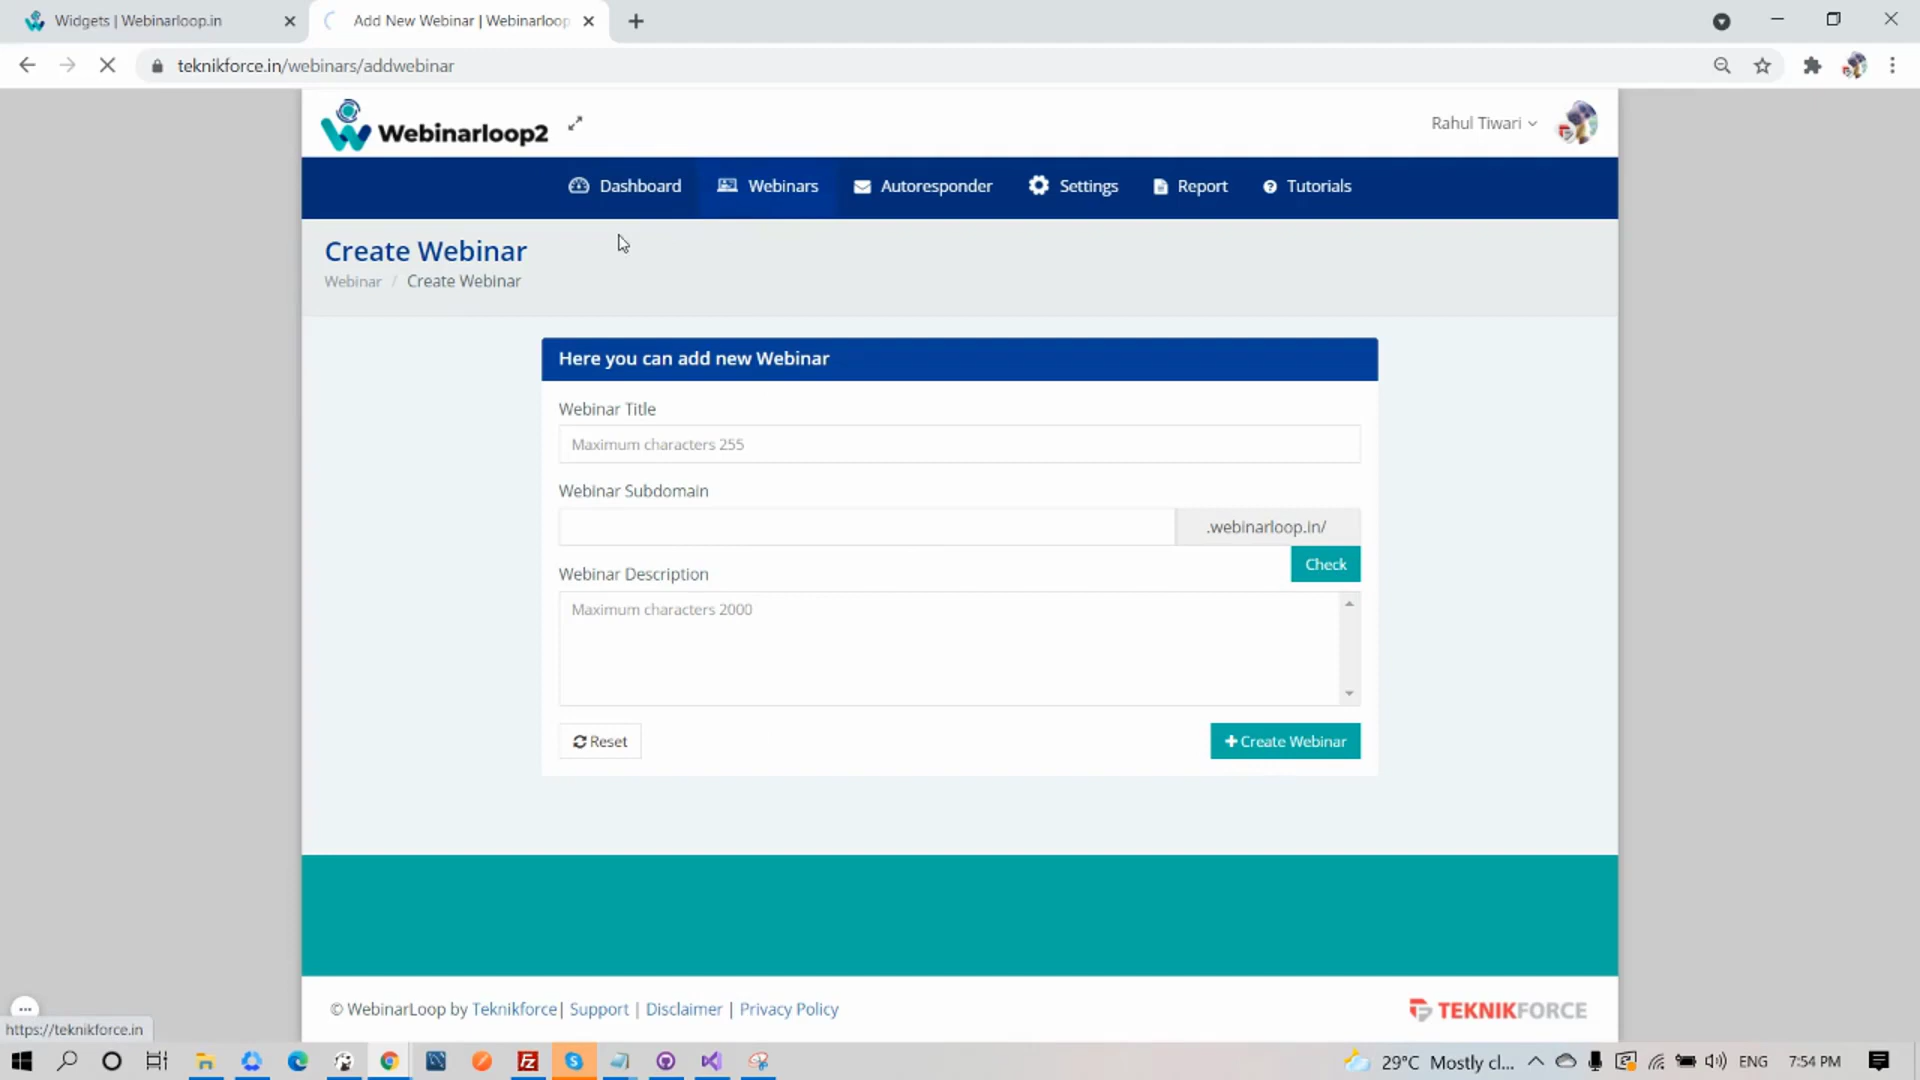 Widgets | Webinarloop.in
Add New Webinar | Webinarloop
teknikforce.in/webinars/addwebinar
Webinarloop2
Rahul Tiwari
Dashboard
Webinars
Autoresponder
Settings
Report
Tutorials
Create Webinar
Webinar / Create Webinar
Here you can add new Webinar
Webinar Title
Maximum characters 255
Webinar Subdomain
.webinarloop.in/
Check
Webinar Description
Maximum characters 2000
Reset
Create Webinar
© WebinarLoop by Teknikforce| Support | Disclaimer | Privacy Policy
TEKNIKFORCE
https://teknikforce.in
29°C Mostly cl...
ENG
7:54 PM